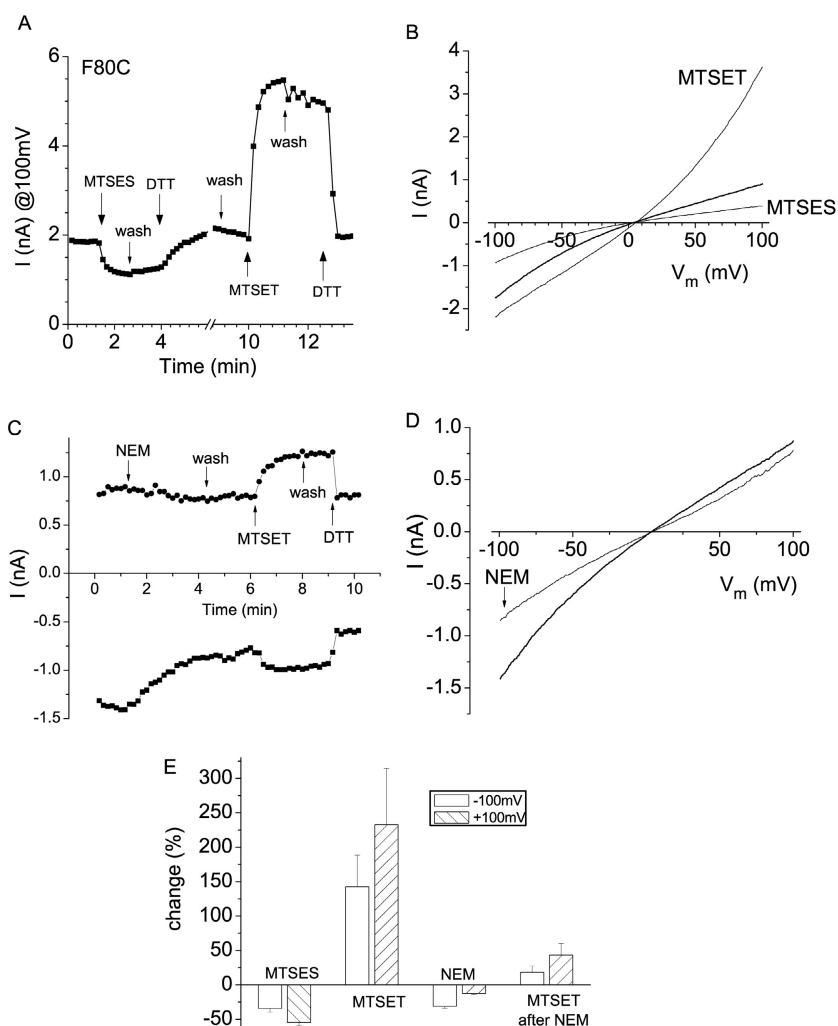 A
F80C
I (nA) @100mV
6
4
2
0
MTSES
DTT
wash
wash
wash
MTSET
DTT
0 2 4 10 12
Time (min)
B
I (nA)
4
3
2
1
0
-1
-2
MTSET
MTSES
-100 -50 0 50 100
Vm (mV)
C
I (nA)
1.0
0.5
0.0
-0.5
-1.0
-1.5
NEM
wash
wash
MTSET
DTT
0 2 4 6 8 10
Time (min)
D
I (nA)
1.0
0.5
0.0
-0.5
-1.0
-1.5
-100 -50 50 100
Vm (mV)
NEM
E
change (%)
300
250
200
150
100
50
0
-50
-100mV
+100mV
MTSES
MTSET
NEM
MTSET
after NEM